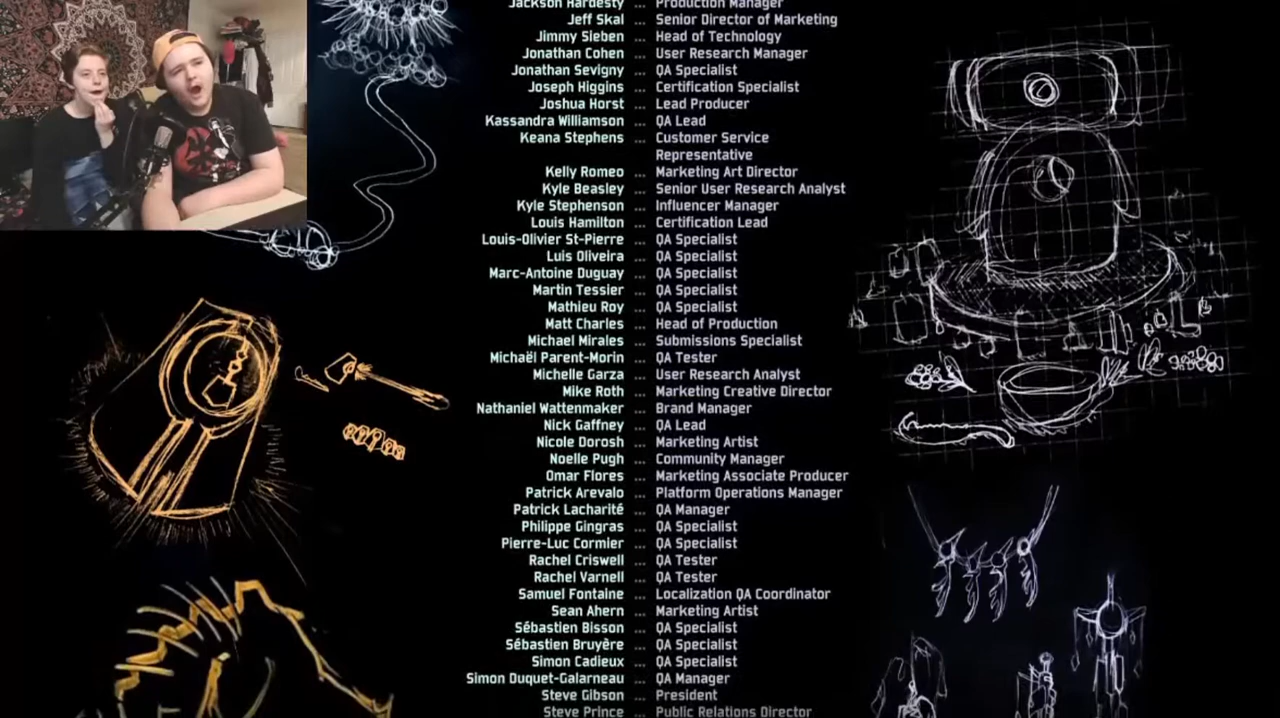 Jackson Hardesty ... Production Manager
Jeff Skal ... Senior Director of Marketing
Jimmy Sieben ... Head of Technology
Jonathan Cohen ... User Research Manager
Jonathan Sevigny ... QA Specialist
Joseph Higgins ... Certification Specialist
Joshua Horst ... Lead Producer
Kassandra Williamson ... QA Lead
Keana Stephens ... Customer Service
Representative
Kelly Romeo ... Marketing Art Director
Kyle Beasley ... Senior User Research Analyst
Kyle Stephenson ... Influencer Manager
Louis Hamilton ... Certification Lead
Louis-Olivier St-Pierre ... QA Specialist
Luis Oliveira ... QA Specialist
Marc-Antoine Duguay ... QA Specialist
Martin Tessier ... QA Specialist
Mathieu Roy ... QA Specialist
Matt Charles ... Head of Production
Michael Mirales ... Submissions Specialist
Michaël Parent-Morin ... QA Tester
Michelle Garza ... User Research Analyst
Mike Roth ... Marketing Creative Director
Nathaniel Wattenmaker ... Brand Manager
Nick Gaffney ... QA Lead
Nicole Dorosh ... Marketing Artist
Noelle Pugh ... Community Manager
Omar Flores ... Marketing Associate Producer
Patrick Arevalo ... Platform Operations Manager
Patrick Lacharité ... QA Manager
Philippe Gingras ... QA Specialist
Pierre-Luc Cormier ... QA Specialist
Rachel Criswell ... QA Tester
Rachel Varnell ... QA Tester
Samuel Fontaine ... Localization QA Coordinator
Sean Ahern ... Marketing Artist
Sébastien Bisson ... QA Specialist
Sébastien Bruyère ... QA Specialist
Simon Cadieux ... QA Specialist
Simon Duquet-Galarneau ... QA Manager
Steve Gibson ... President
Steve Prince ... Public Relations Director